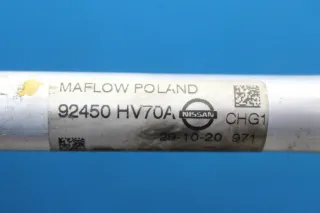 MAFLOW POLAND
92450 HV70A NISSAN CHG1
29-10-20 971